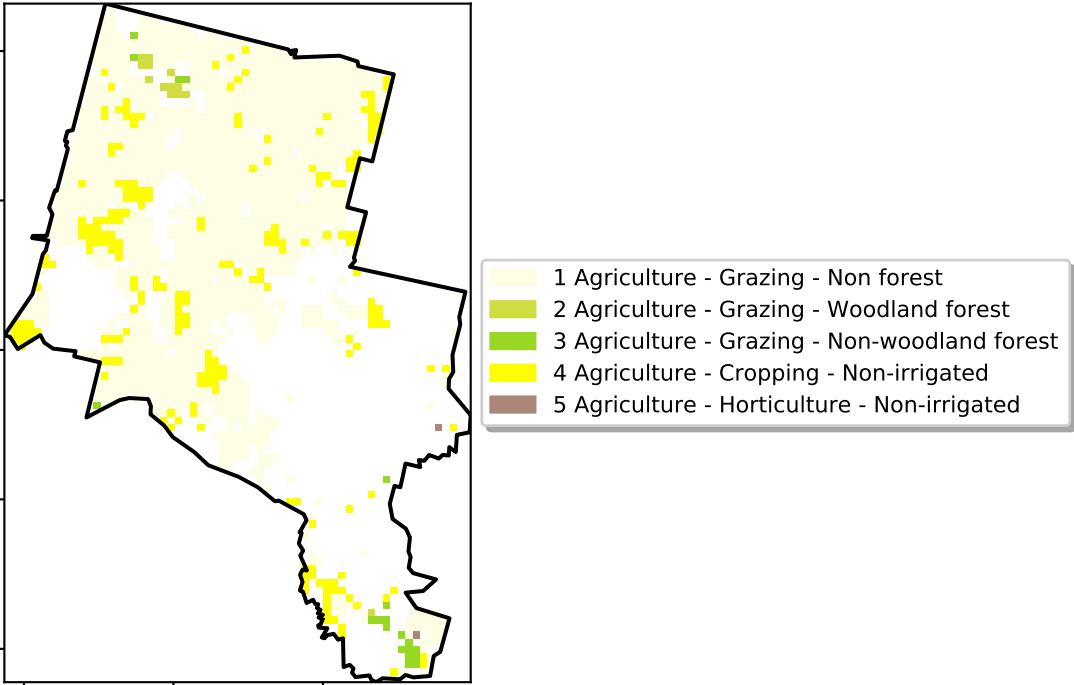 1 Agriculture - Grazing - Non forest
2 Agriculture - Grazing - Woodland forest
3 Agriculture - Grazing - Non-woodland forest
4 Agriculture - Cropping - Non-irrigated
5 Agriculture - Horticulture - Non-irrigated